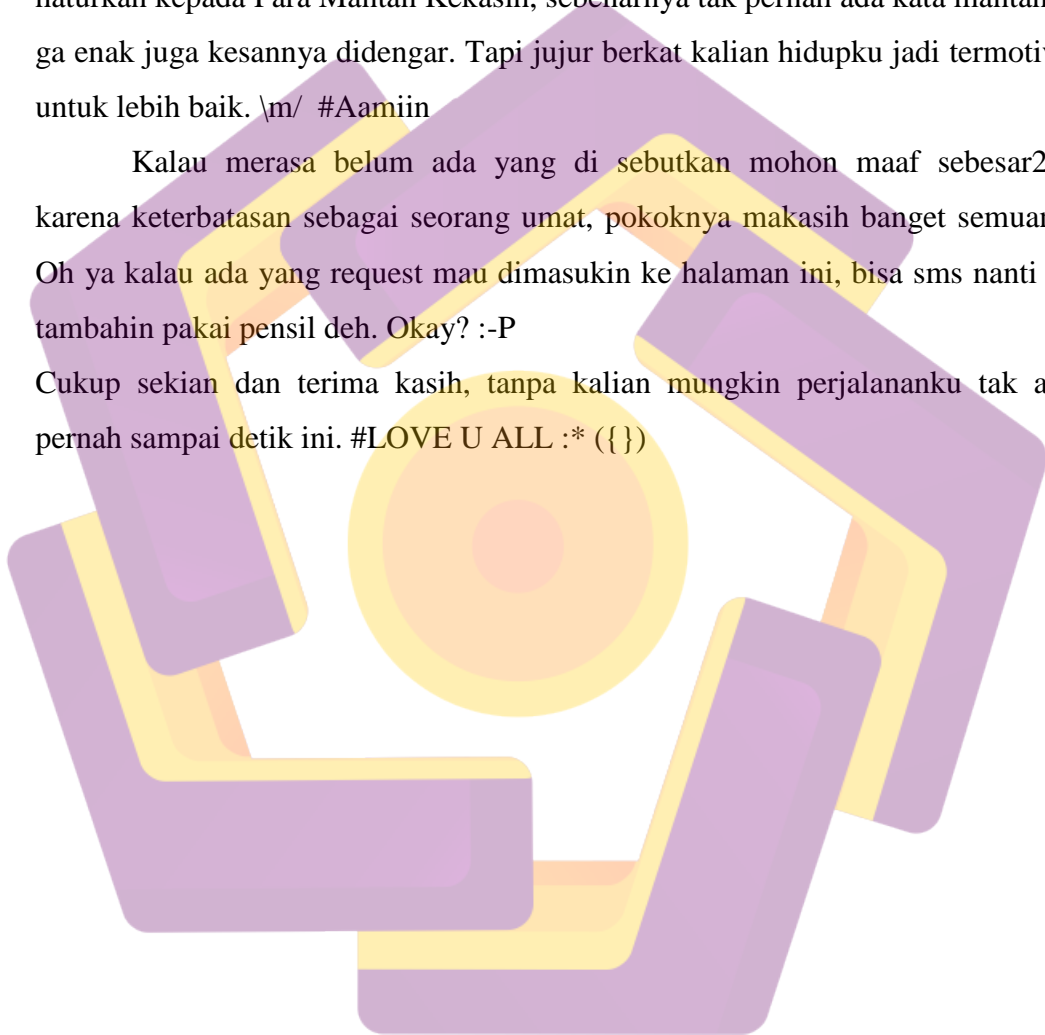 haturkan kepada Para Mantan Kekasih, sebenarnya tak pernah ada kata mantan
ga enak juga kesannya didengar. Tapi jujur berkat kalian hidupku jadi termotiv
untuk lebih baik. \m/ #Aamiin
Kalau merasa belum ada yang di sebutkan mohon maaf sebesar2
karena keterbatasan sebagai seorang umat, pokoknya makasih banget semuar
Oh ya kalau ada yang request mau dimasukin ke halaman ini, bisa sms nanti
tambahin pakai pensil deh. Okay? :-P
Cukup sekian dan terima kasih, tanpa kalian mungkin perjalananku tak a
pernah sampai detik ini. #LOVE U ALL :* ({})